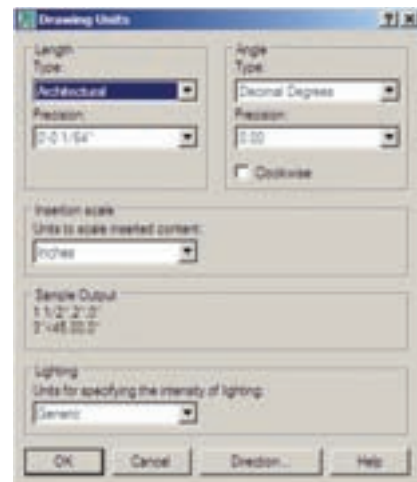 Drawing Units
Length
Type:
Architectural
Precision:
0'-0 1/64"
Angle
Type:
Decimal Degrees
Precision:
0.00
Clockwise
Insertion scale
Units to scale inserted content:
Inches
Sample Output
1 1/2",2",0"
3"<45.00,0"
Lighting
Units for specifying the intensity of lighting:
Generic
OK
Cancel
Direction...
Help